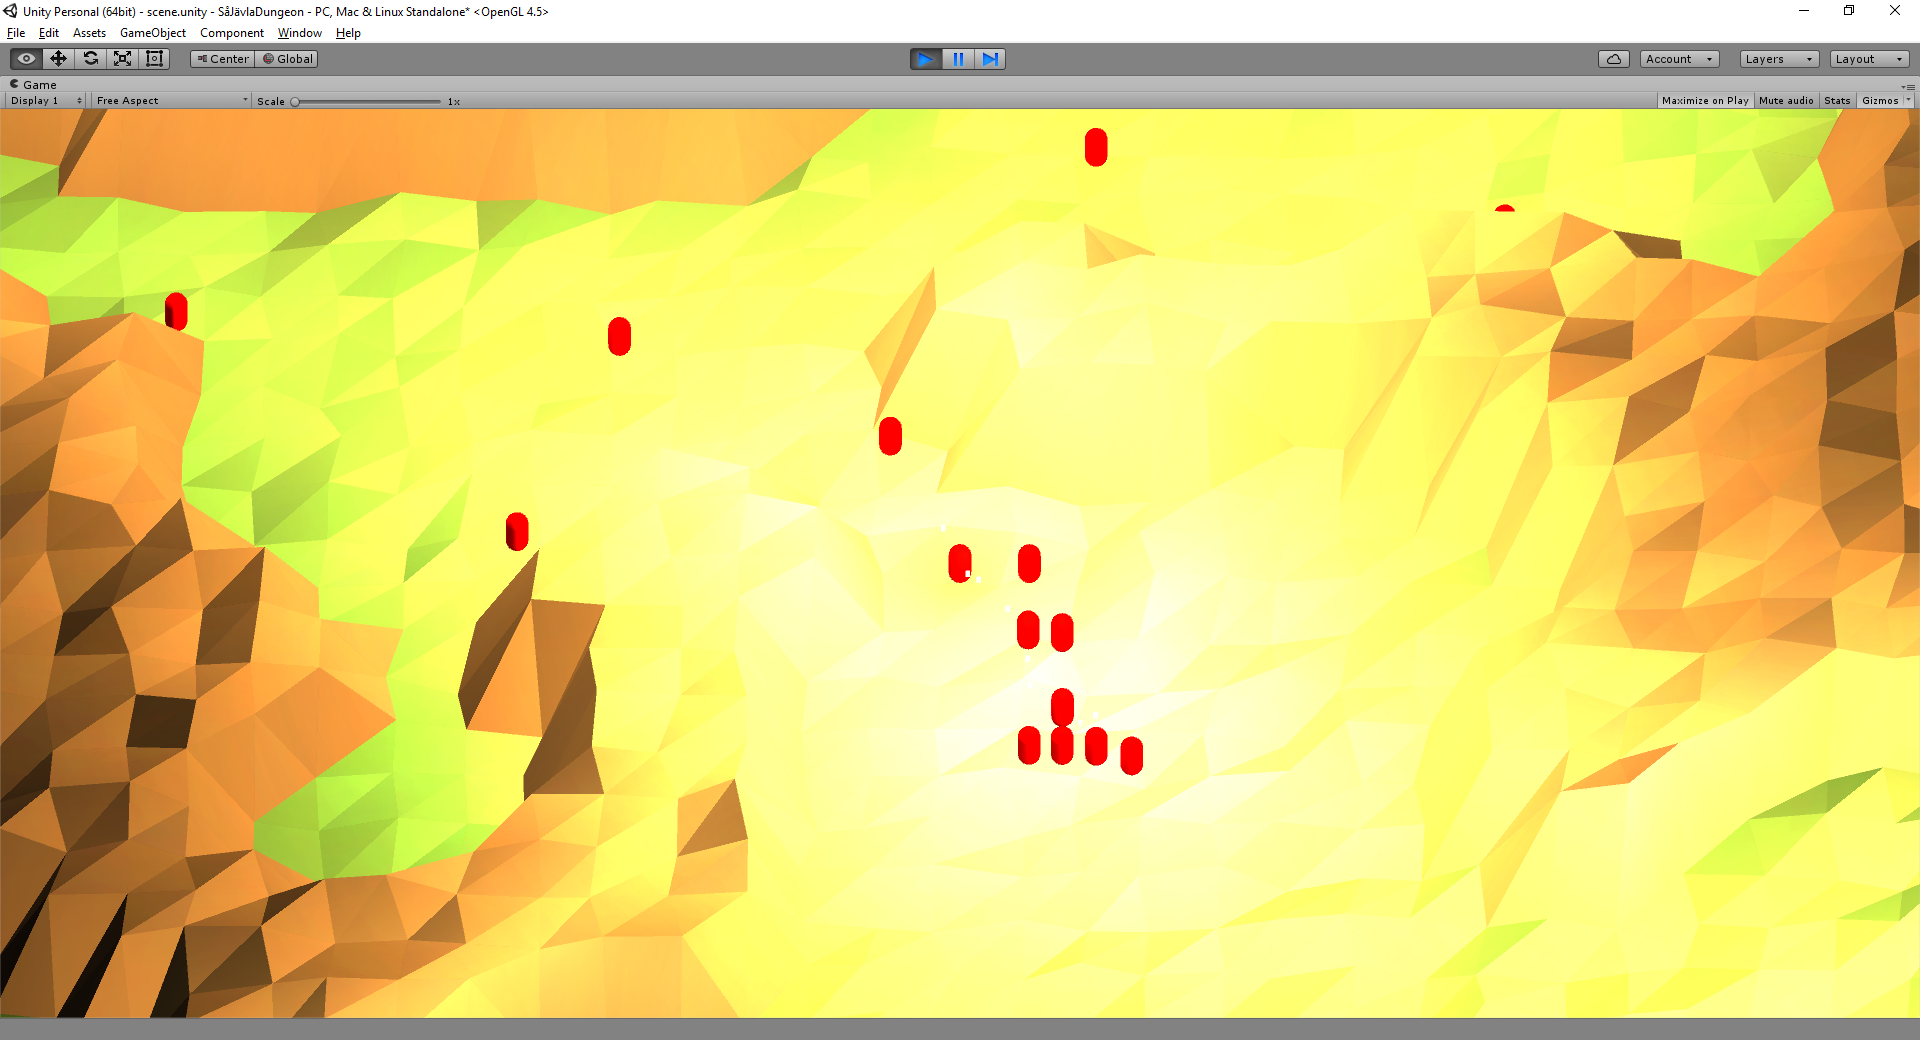 Unity Personal (64bit) - scene.unity - SåJävlaDungeon - PC, Mac & Linux Standalone* <OpenGL 4.5>
File Edit Assets GameObject Component Window Help
Center Global Account Layers Layout
Game
Display 1 Free Aspect Scale 1x Maximize on Play Mute audio Stats Gizmos